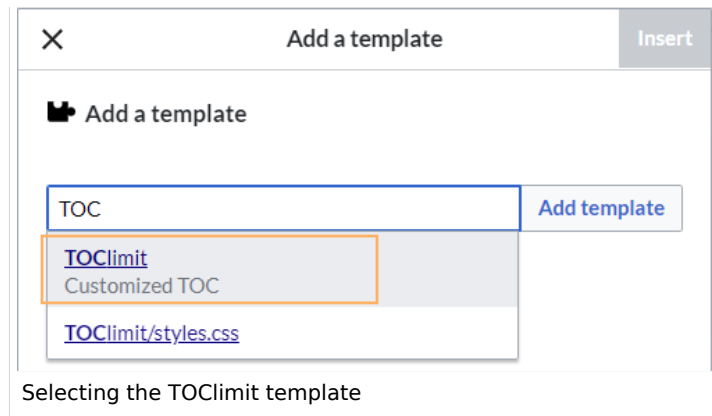 Add a template
Insert
Add a template
TOC
Add template
TOClimit
Customized TOC
TOClimit/styles.css
Selecting the TOClimit template